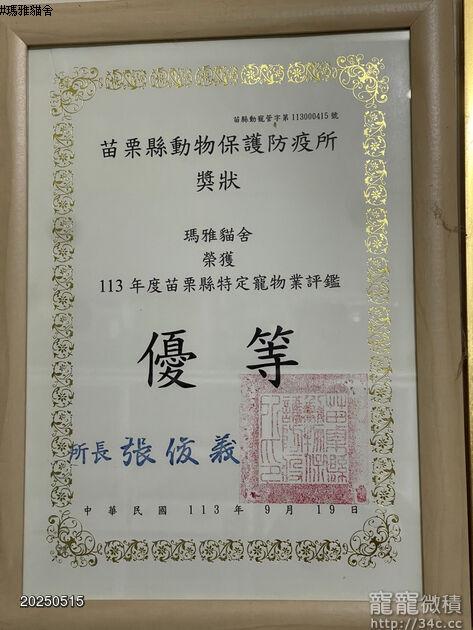 #瑪雅貓舍
苗縣動寵管字第113000415號
苗栗縣動物保護防疫所
獎狀
瑪雅貓舍
榮獲
113 年度苗栗縣特定寵物業評鑑
優 等
所長 張俊義
中 華 民 國 113 年 9 月 19 日
20250515
寵寵微積
http://34c.cc